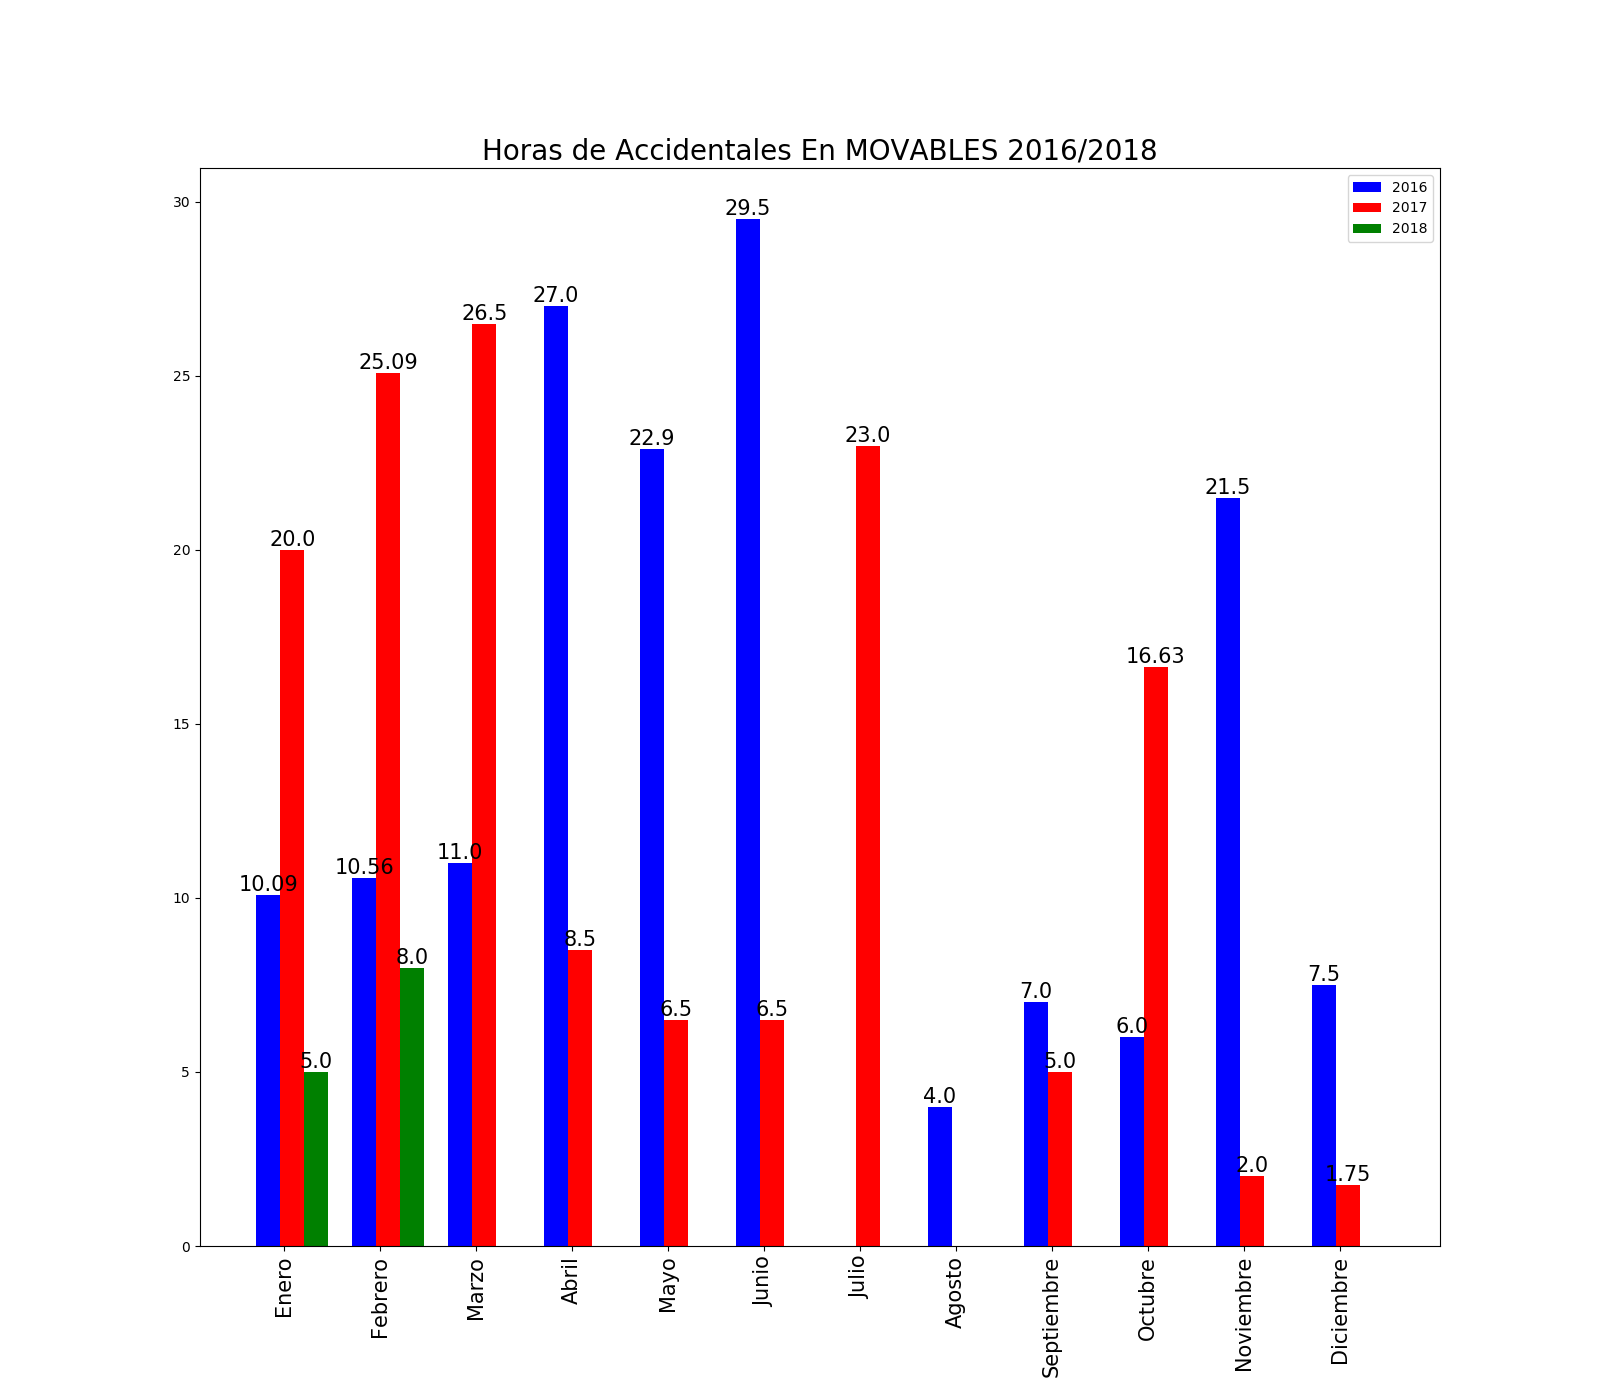 Horas de Accidentales En MOVABLES 2016/2018
2016
2017
2018
30
25
20
15
10
5
0
10.09
20.0
5.0
10.56
25.09
8.0
11.0
26.5
27.0
8.5
22.9
6.5
29.5
6.5
23.0
4.0
7.0
5.0
6.0
16.63
21.5
2.0
7.5
1.75
Enero
Febrero
Marzo
Abril
Mayo
Junio
Julio
Agosto
Septiembre
Octubre
Noviembre
Diciembre